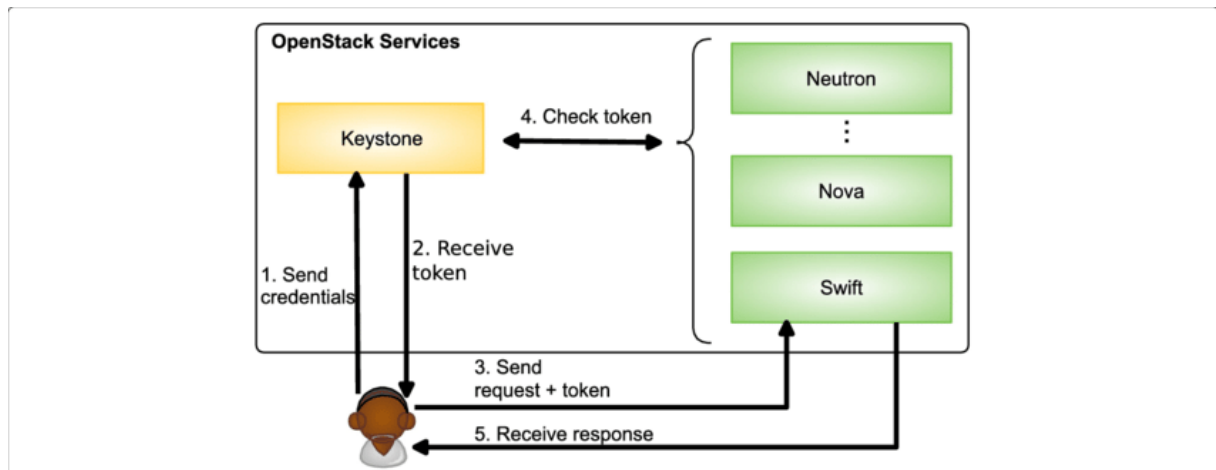 OpenStack Services
Neutron
4. Check token
Keystone
Nova
2. Receive
token
1. Send
credentials
Swift
3. Send
request + token
5. Receive response